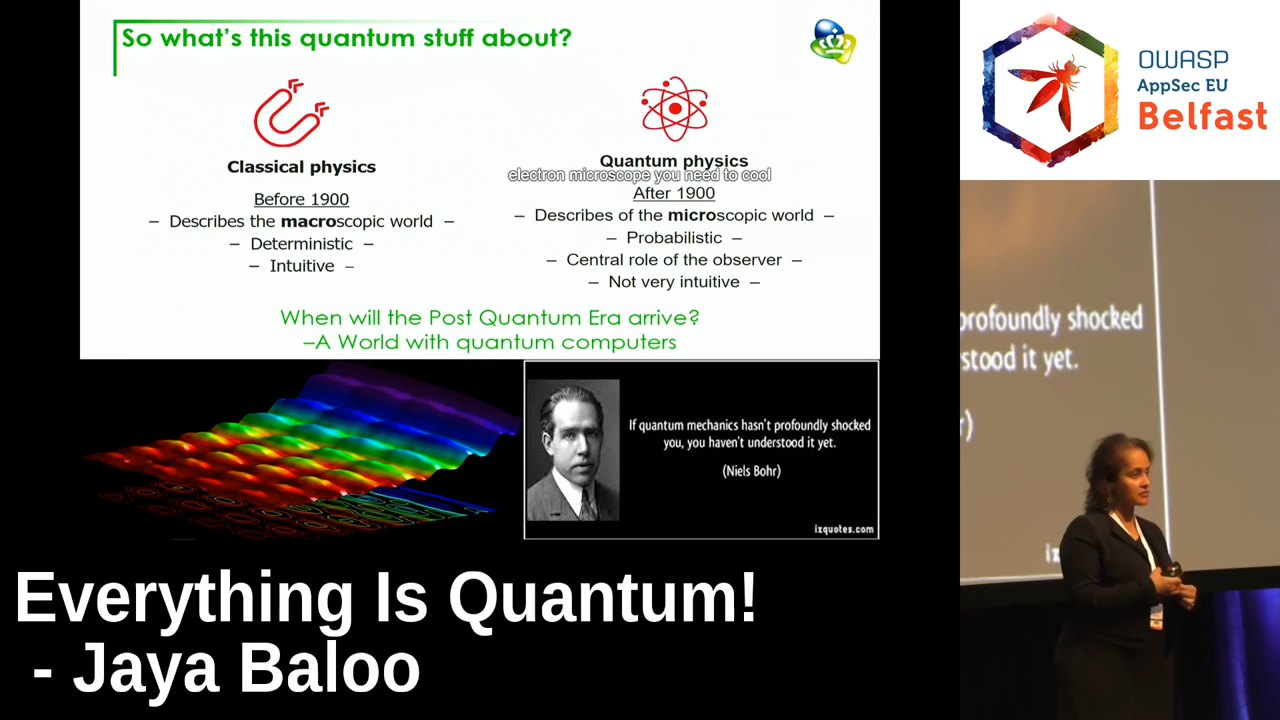 So what's this quantum stuff about?
Classical physics
Before 1900
– Describes the macroscopic world –
– Deterministic –
– Intuitive –
Quantum physics
electron microscope you need to cool
After 1900
– Describes of the microscopic world –
– Probabilistic –
– Central role of the observer –
– Not very intuitive –
When will the Post Quantum Era arrive?
–A World with quantum computers
If quantum mechanics hasn't profoundly shocked
you, you haven't understood it yet.
(Niels Bohr)
izquotes.com
OWASP
AppSec EU
Belfast
profoundly shocked
stood it yet.
r)
iz
Everything Is Quantum!
- Jaya Baloo